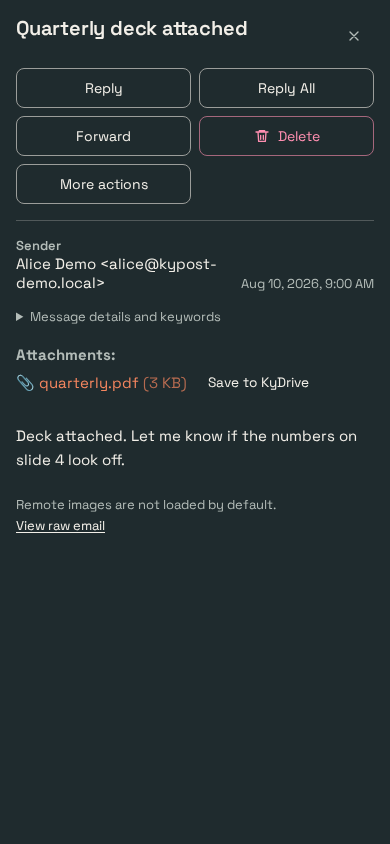 Quarterly deck attached
Reply
Reply All
Forward
Delete
More actions
Sender
Alice Demo <alice@kypost-
demo.local>
Aug 10, 2026, 9:00 AM
Message details and keywords
Attachments:
quarterly.pdf (3 KB)
Save to KyDrive
Deck attached. Let me know if the numbers on
slide 4 look off.
Remote images are not loaded by default.
View raw email